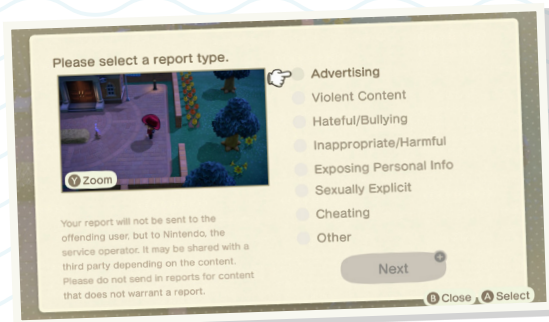 Please select a report type.
Y Zoom
Your report will not be sent to the
offending user, but to Nintendo, the
service operator. It may be shared with a
third party depending on the content.
Please do not send in reports for content
that does not warrant a report.
Advertising
Violent Content
Hateful/Bullying
Inappropriate/Harmful
Exposing Personal Info
Sexually Explicit
Cheating
Other
Next
B Close A Select